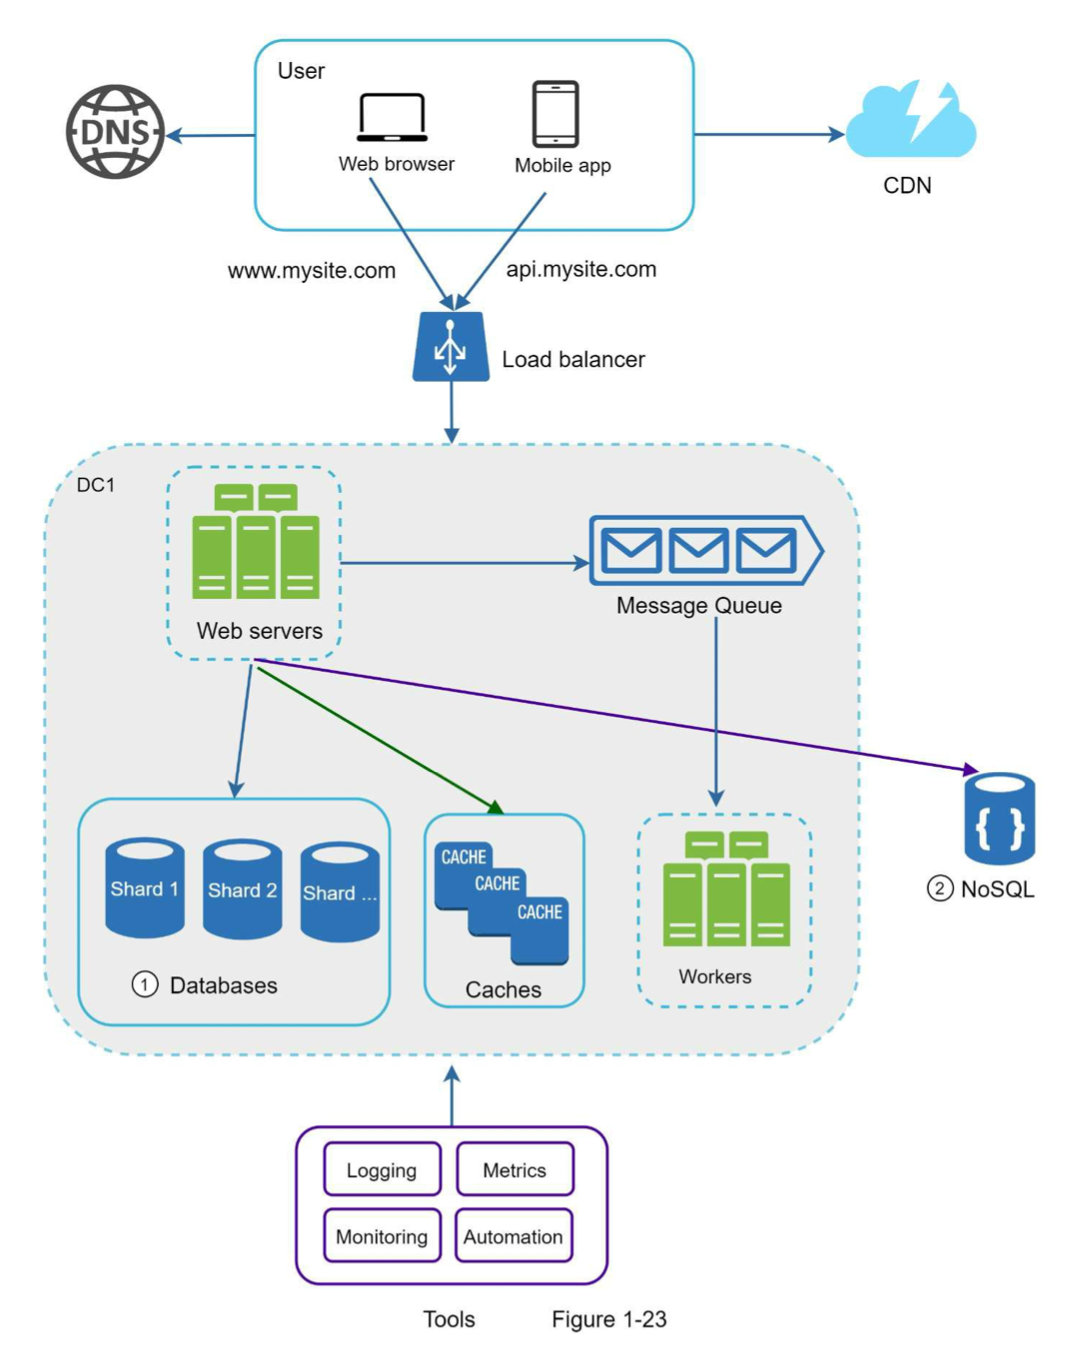 User
DNS
Web browser
Mobile app
CDN
www.mysite.com
api.mysite.com
Load balancer
DC1
Web servers
Message Queue
Shard 1
Shard 2
Shard ...
1 Databases
CACHE
CACHE
CACHE
Caches
Workers
{ }
2 NoSQL
Logging
Metrics
Monitoring
Automation
Tools
Figure 1-23